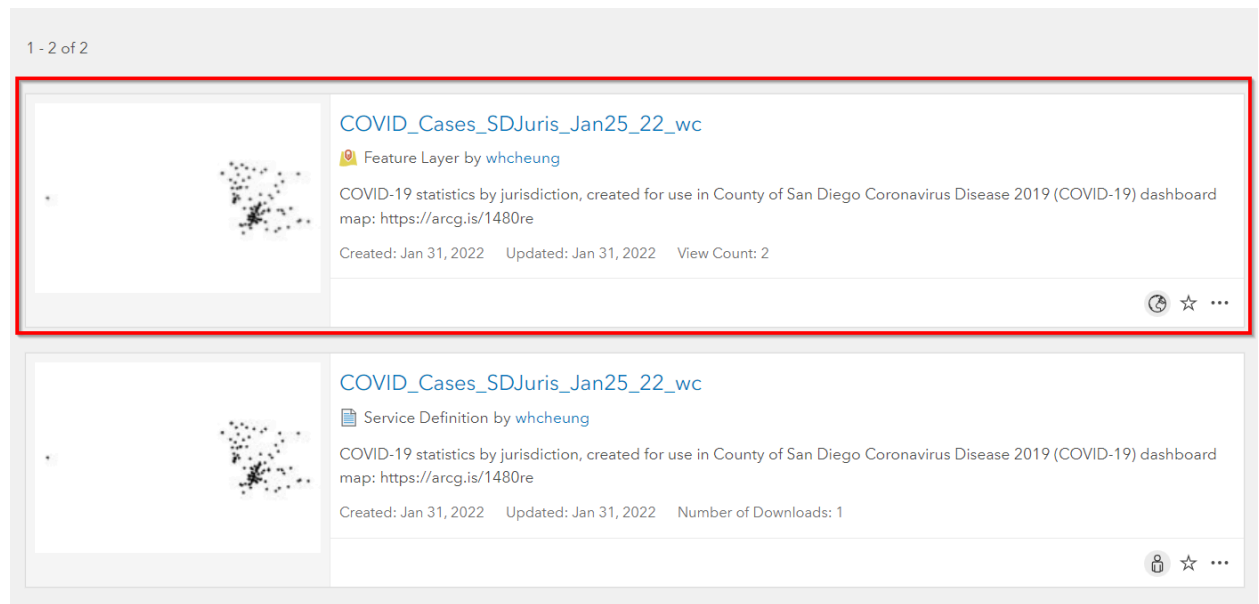 1 - 2 of 2
COVID_Cases_SDJuris_Jan25_22_wc
Feature Layer by whcheung
COVID-19 statistics by jurisdiction, created for use in County of San Diego Coronavirus Disease 2019 (COVID-19) dashboard
map: https://arcg.is/1480re
Created: Jan 31, 2022 Updated: Jan 31, 2022 View Count: 2
COVID_Cases_SDJuris_Jan25_22_wc
Service Definition by whcheung
COVID-19 statistics by jurisdiction, created for use in County of San Diego Coronavirus Disease 2019 (COVID-19) dashboard
map: https://arcg.is/1480re
Created: Jan 31, 2022 Updated: Jan 31, 2022 Number of Downloads: 1